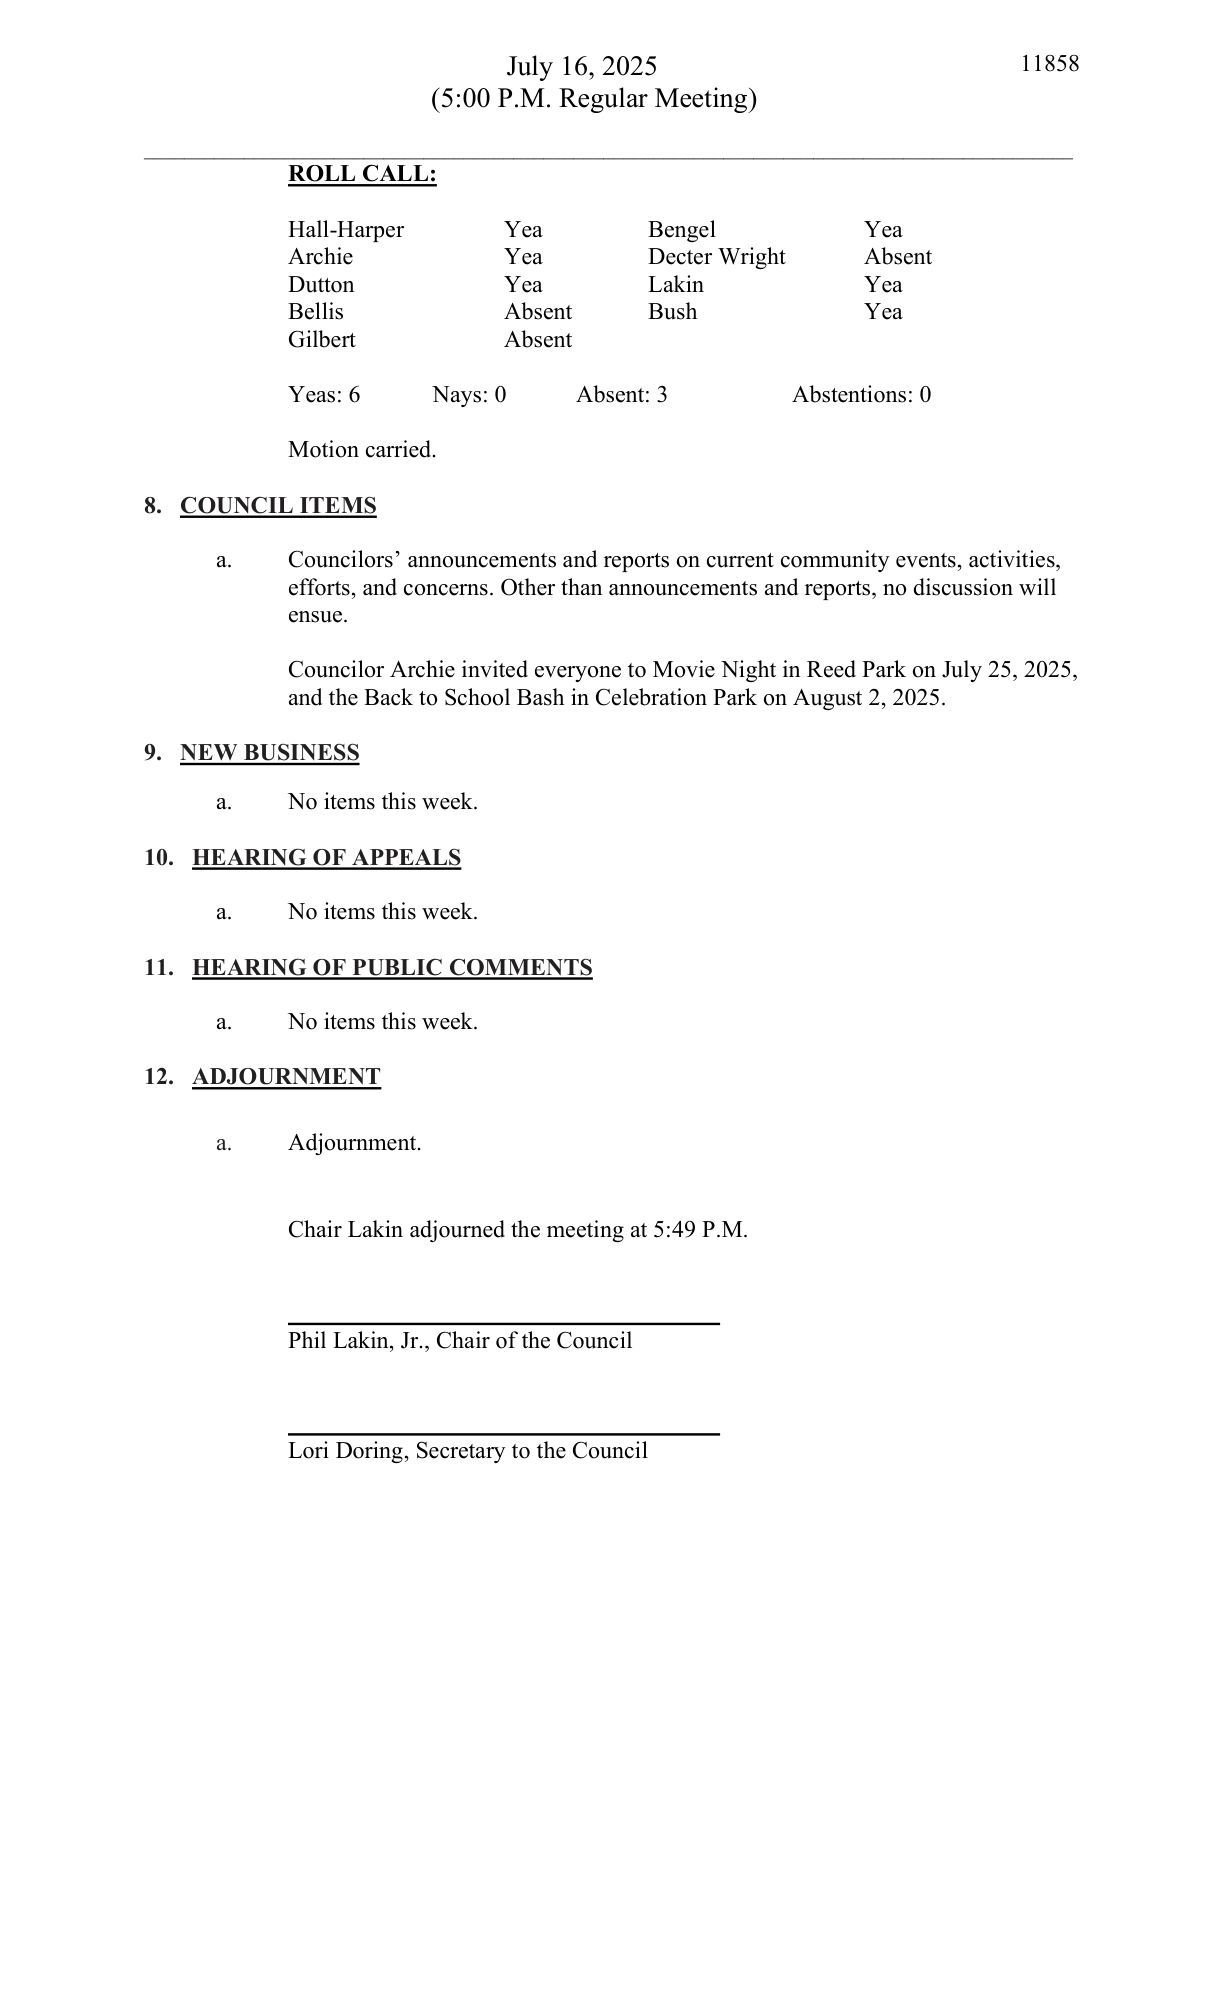 July 16, 2025 11858
(5:00 P.M. Regular Meeting)
ROLL CALL:
Hall-Harper Yea Bengel Yea
Archie Yea Decter Wright Absent
Dutton Yea Lakin Yea
Bellis Absent Bush Yea
Gilbert Absent
Yeas: 6 Nays: 0 Absent: 3 Abstentions: 0
Motion carried.
8. COUNCIL ITEMS
a. Councilors’ announcements and reports on current community events, activities,
efforts, and concerns. Other than announcements and reports, no discussion will
ensue.
Councilor Archie invited everyone to Movie Night in Reed Park on July 25, 2025,
and the Back to School Bash in Celebration Park on August 2, 2025.
9. NEW BUSINESS
a. No items this week.
10. HEARING OF APPEALS
a. No items this week.
11. HEARING OF PUBLIC COMMENTS
a. No items this week.
12. ADJOURNMENT
a. Adjournment.
Chair Lakin adjourned the meeting at 5:49 P.M.
Phil Lakin, Jr., Chair of the Council
Lori Doring, Secretary to the Council